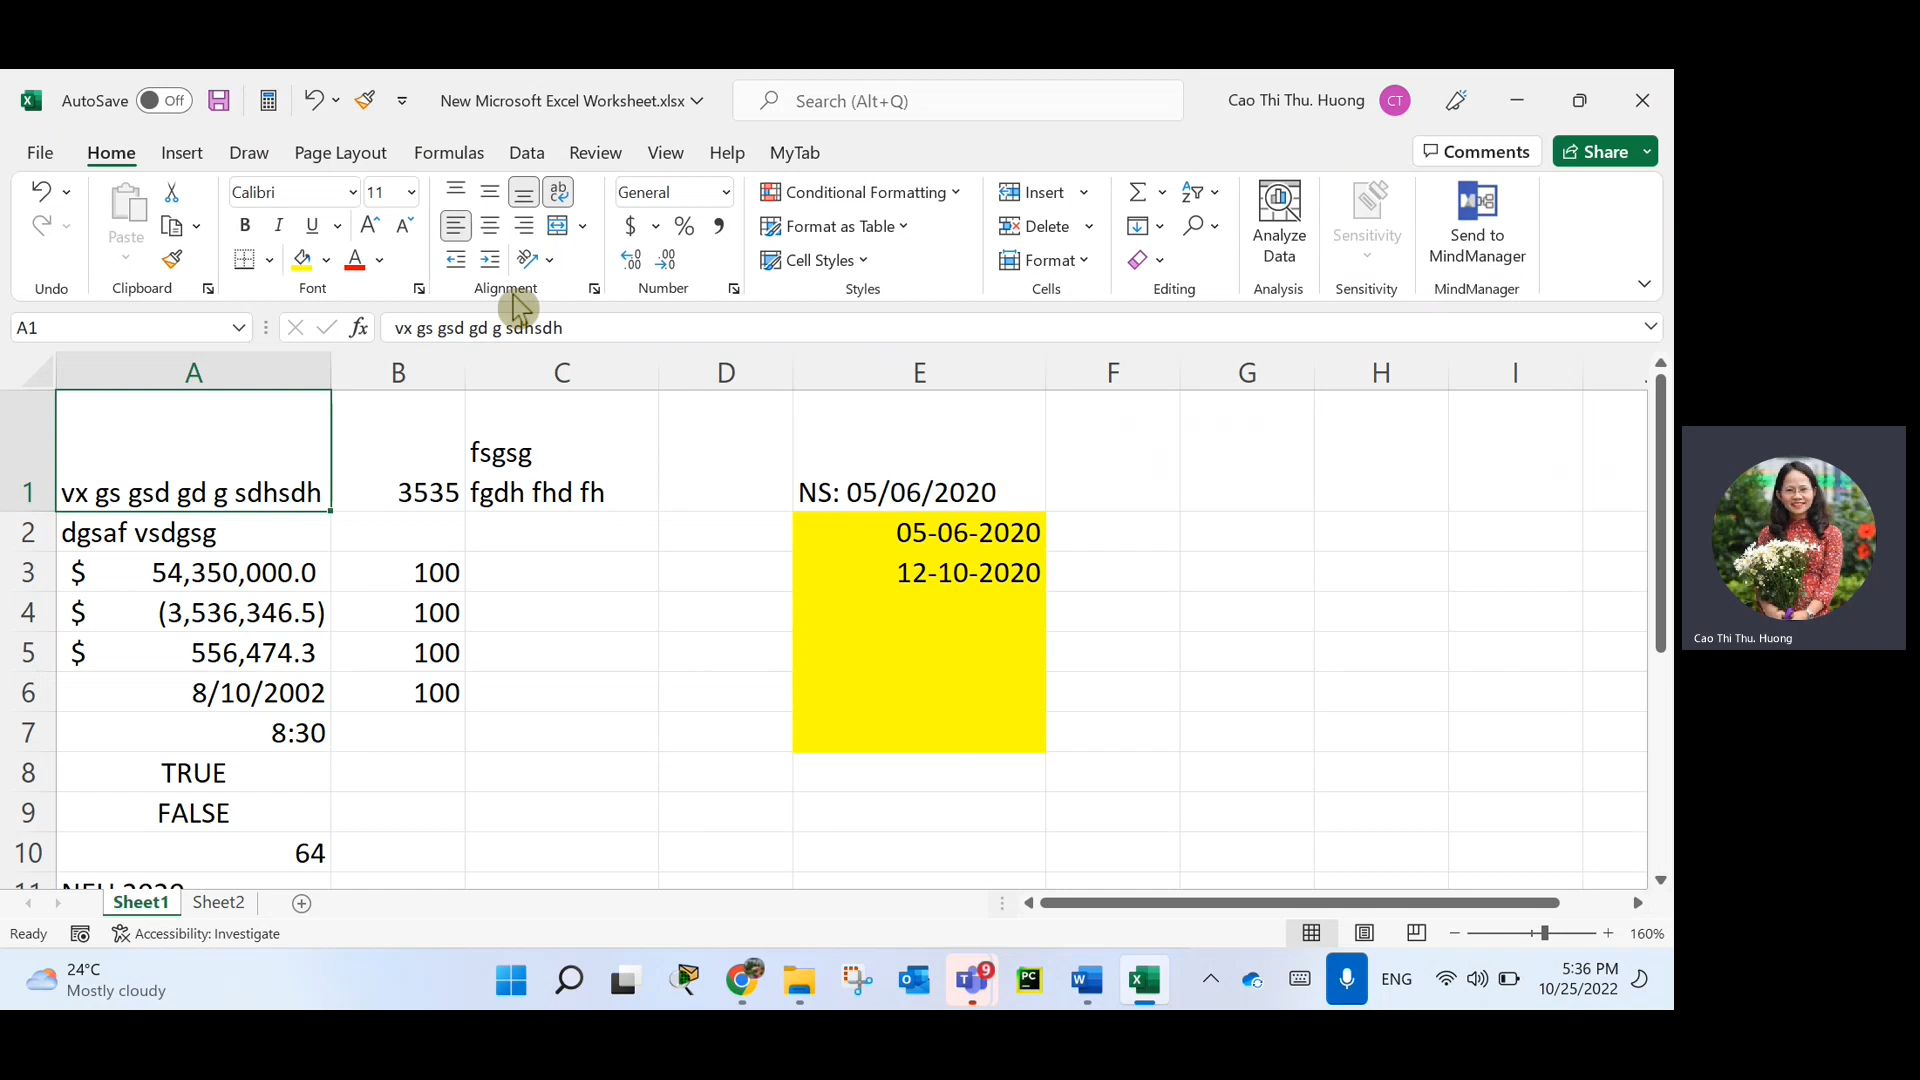 AutoSave Off New Microsoft Excel Worksheet.xlsx Search (Alt+Q) Cao Thi Thu. Huong CT
File Home Insert Draw Page Layout Formulas Data Review View Help MyTab Comments Share
Calibri 11 ab General Conditional Formatting Insert
Paste B I U $ % Format as Table Delete Analyze Data Sensitivity Send to MindManager
A Cell Styles Format
Undo Clipboard Font Alignment Number Styles Cells Editing Analysis Sensitivity MindManager
A1 fx vx gs gsd gd g sdhsdh
A B C D E F G H I
fsgsg
1 vx gs gsd gd g sdhsdh 3535 fgdh fhd fh NS: 05/06/2020
2 dgsaf vsdgsg 05-06-2020
3 $ 54,350,000.0 100 12-10-2020
4 $ (3,536,346.5) 100
5 $ 556,474.3 100
6 8/10/2002 100
7 8:30
8 TRUE
9 FALSE
10 64
Sheet1 Sheet2
Ready Accessibility: Investigate 160%
24°C
Mostly cloudy
9 PC W ENG 5:36 PM
10/25/2022
Cao Thi Thu. Huong